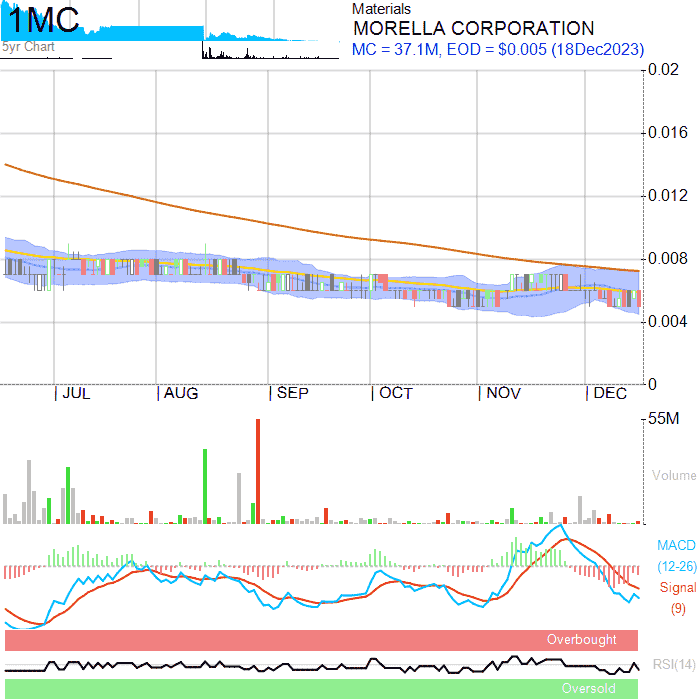 1MC
5yr Chart
Materials
MORELLA CORPORATION
MC = 37.1M, EOD = $0.005 (18Dec2023)
0.02
0.016
0.012
0.008
0.004
0
JUL
AUG
SEP
OCT
NOV
DEC
55M
Volume
MACD
(12-26)
Signal
(9)
Overbought
RSI(14)
Oversold